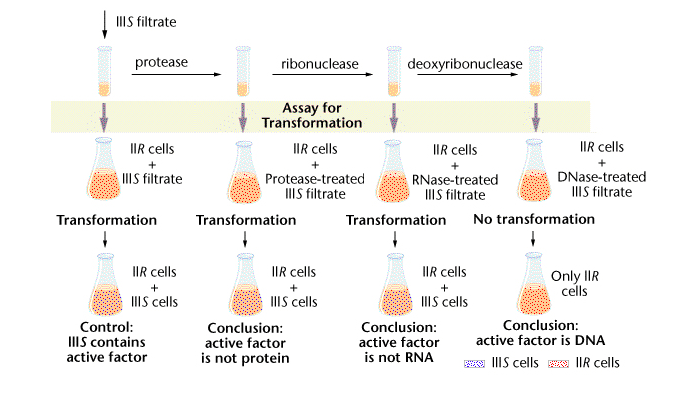 IIIS filtrate
protease
ribonuclease
deoxyribonuclease
Assay for
Transformation
IIR cells
+
IIIS filtrate
IIR cells
+
Protease-treated
IIIS filtrate
IIR cells
+
RNase-treated
IIIS filtrate
IIR cells
+
DNase-treated
IIIS filtrate
Transformation
Transformation
Transformation
No transformation
IIR cells
+
IIIS cells
IIR cells
+
IIIS cells
IIR cells
+
IIIS cells
Only IIR
cells
Control:
IIIS contains
active factor
Conclusion:
active factor
is not protein
Conclusion:
active factor
is not RNA
Conclusion:
active factor is DNA
IIIS cells
IIR cells